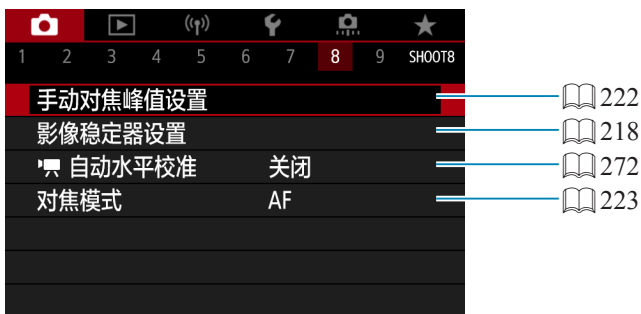 1 2 3 4 5 6 7 8 9 SHOOT8
手动对焦峰值设置 222
影像稳定器设置 218
自动水平校准 关闭 272
对焦模式 AF 223